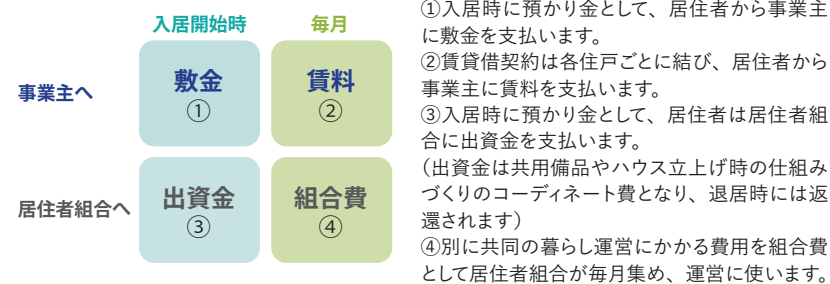 入居開始時 毎月
事業主へ
敷金
①
賃料
②
居住者組合へ
出資金
③
組合費
④
①入居時に預かり金として、居住者から事業主
に敷金を支払います。
②賃貸借契約は各住戸ごとに結び、居住者から
事業主に賃料を支払います。
③入居時に預かり金として、居住者は居住者組
合に出資金を支払います。
(出資金は共用備品やハウス立上げ時の仕組み
づくりのコーディネート費となり、退居時には返
還されます)
④別に共同の暮らし運営にかかる費用を組合費
として居住者組合が毎月集め、運営に使います。